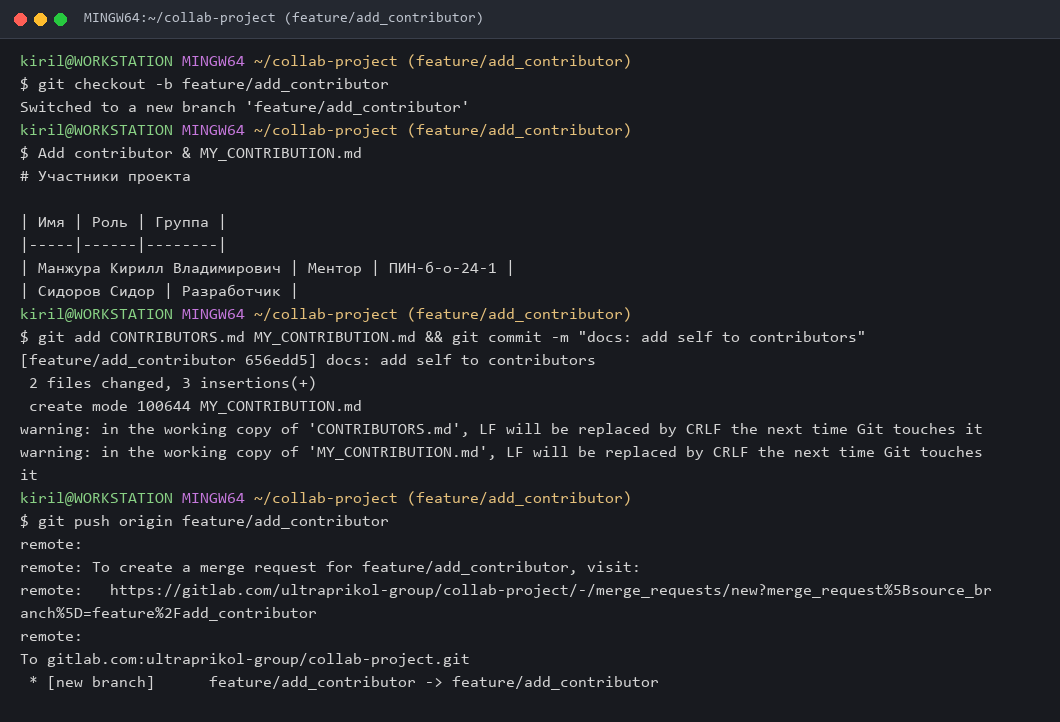 MINGW64:~/collab-project (feature/add_contributor)
kiril@WORKSTATION MINGW64 ~/collab-project (feature/add_contributor)
$ git checkout -b feature/add_contributor
Switched to a new branch 'feature/add_contributor'
kiril@WORKSTATION MINGW64 ~/collab-project (feature/add_contributor)
$ Add contributor & MY_CONTRIBUTION.md
# Участники проекта
| Имя | Роль | Группа |
|-----|------|--------|
| Манжура Кирилл Владимирович | Ментор | ПИН-б-о-24-1 |
| Сидоров Сидор | Разработчик |
kiril@WORKSTATION MINGW64 ~/collab-project (feature/add_contributor)
$ git add CONTRIBUTORS.md MY_CONTRIBUTION.md && git commit -m "docs: add self to contributors"
[feature/add_contributor 656edd5] docs: add self to contributors
 2 files changed, 3 insertions(+)
 create mode 100644 MY_CONTRIBUTION.md
warning: in the working copy of 'CONTRIBUTORS.md', LF will be replaced by CRLF the next time Git touches it
warning: in the working copy of 'MY_CONTRIBUTION.md', LF will be replaced by CRLF the next time Git touches
it
kiril@WORKSTATION MINGW64 ~/collab-project (feature/add_contributor)
$ git push origin feature/add_contributor
remote:
remote: To create a merge request for feature/add_contributor, visit:
remote:   https://gitlab.com/ultraprikol-group/collab-project/-/merge_requests/new?merge_request%5Bsource_br
anch%5D=feature%2Fadd_contributor
remote:
To gitlab.com:ultraprikol-group/collab-project.git
 * [new branch]      feature/add_contributor -> feature/add_contributor